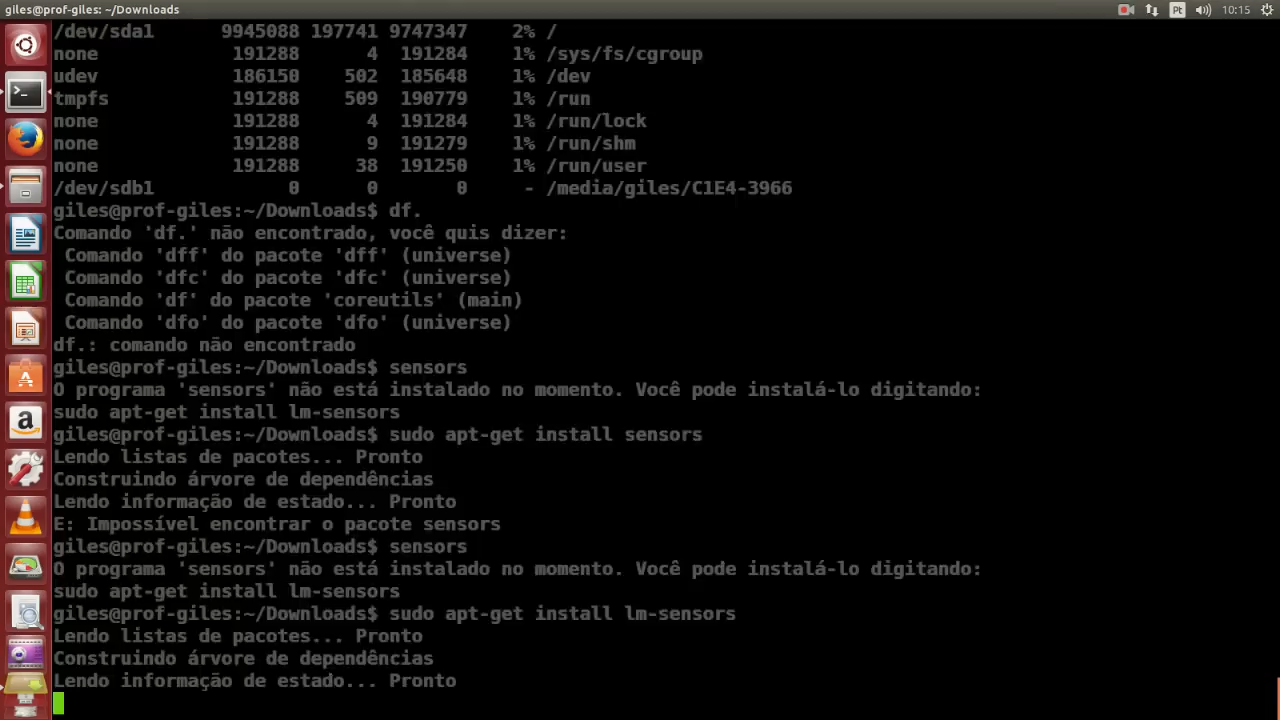 giles@prof-giles: ~/Downloads Pt 10:15
/dev/sda1 9945088 197741 9747347 2% /
none 191288 4 191284 1% /sys/fs/cgroup
udev 186150 502 185648 1% /dev
tmpfs 191288 509 190779 1% /run
none 191288 4 191284 1% /run/lock
none 191288 9 191279 1% /run/shm
none 191288 38 191250 1% /run/user
/dev/sdb1 0 0 0 - /media/giles/C1E4-3966
giles@prof-giles:~/Downloads$ df.
Comando 'df.' não encontrado, você quis dizer:
Comando 'dff' do pacote 'dff' (universe)
Comando 'dfc' do pacote 'dfc' (universe)
Comando 'df' do pacote 'coreutils' (main)
Comando 'dfo' do pacote 'dfo' (universe)
df.: comando não encontrado
giles@prof-giles:~/Downloads$ sensors
O programa 'sensors' não está instalado no momento. Você pode instalá-lo digitando:
sudo apt-get install lm-sensors
giles@prof-giles:~/Downloads$ sudo apt-get install sensors
Lendo listas de pacotes... Pronto
Construindo árvore de dependências
Lendo informação de estado... Pronto
E: Impossível encontrar o pacote sensors
giles@prof-giles:~/Downloads$ sensors
O programa 'sensors' não está instalado no momento. Você pode instalá-lo digitando:
sudo apt-get install lm-sensors
giles@prof-giles:~/Downloads$ sudo apt-get install lm-sensors
Lendo listas de pacotes... Pronto
Construindo árvore de dependências
Lendo informação de estado... Pronto